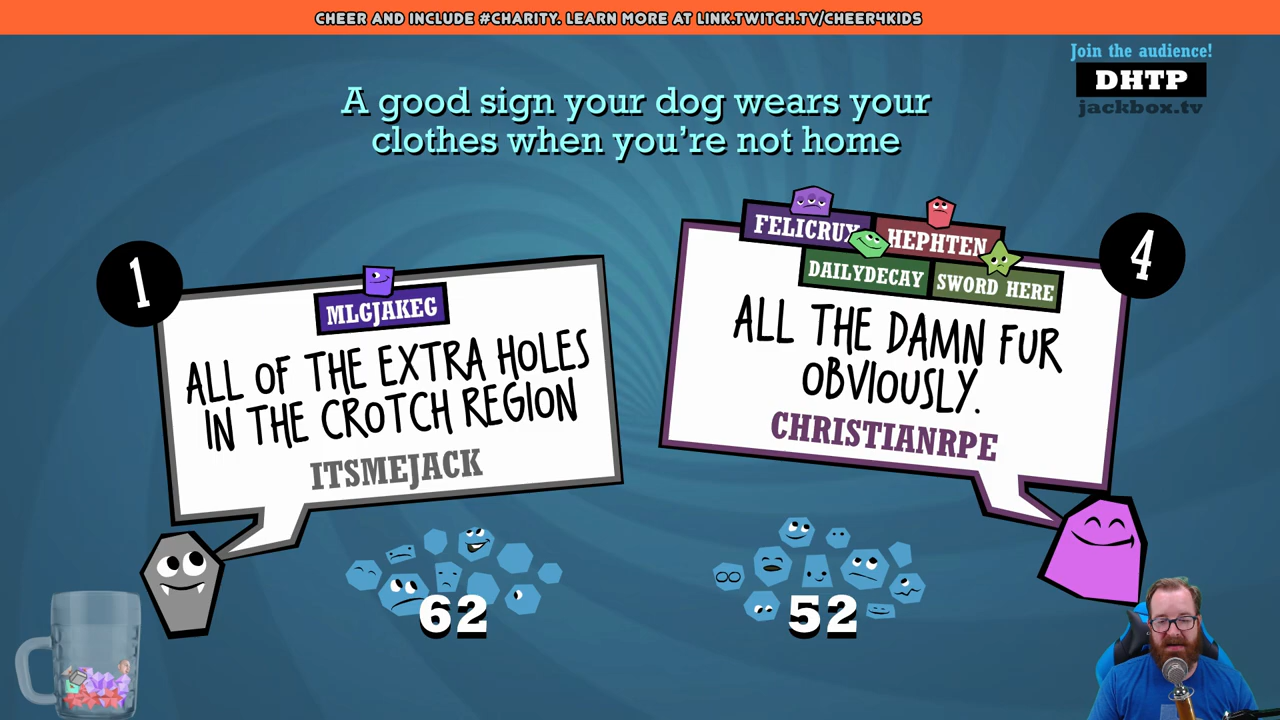 CHEER AND INCLUDE #CHARITY. LEARN MORE AT LINK.TWITCH.TV/CHEER4KIDS
Join the audience!
DHTP
jackbox.tv
A good sign your dog wears your
clothes when you're not home
1
MLGJAKEG
ALL OF THE EXTRA HOLES
IN THE CROTCH REGION
ITSMEJACK
62
FELICRUX
HEPHTEN
DAILYDECAY
SWORD HERE
4
ALL THE DAMN FUR
OBVIOUSLY.
CHRISTIANRPE
52